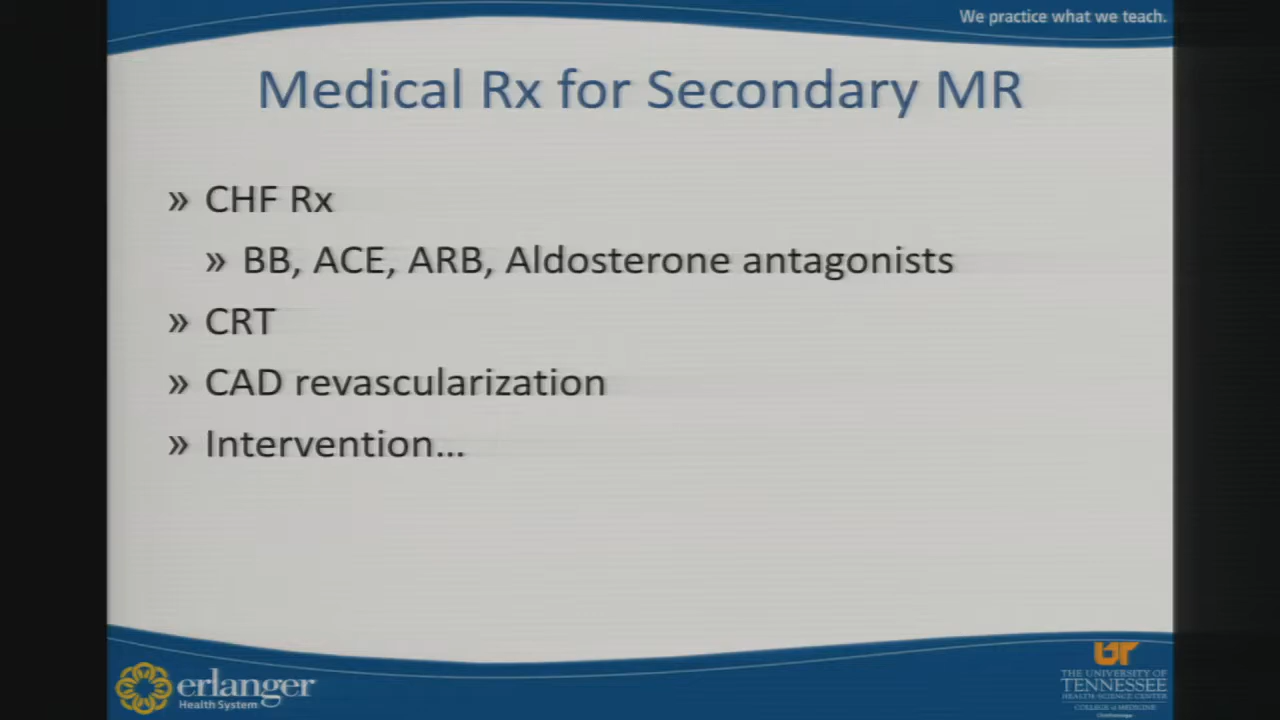 We practice what we teach.
Medical Rx for Secondary MR
» CHF Rx
» BB, ACE, ARB, Aldosterone antagonists
» CRT
» CAD revascularization
» Intervention...
erlanger
Health System
UT
THE UNIVERSITY OF
TENNESSEE
HEALTH SCIENCE CENTER
COLLEGE of MEDICINE
Chattanooga